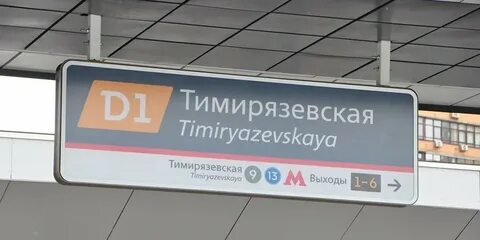 D1 Тимирязевская
Timiryazevskaya
Тимирязевская 9 13 М Выходы 1-6 →
Timiryazevskaya